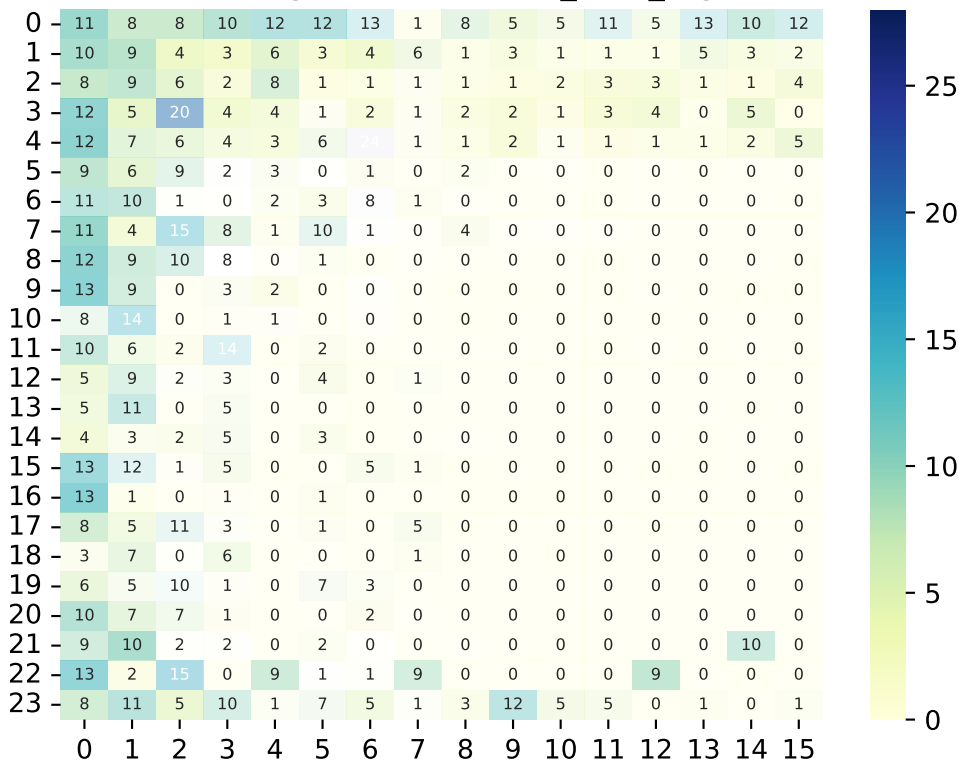 0 11 8 8 10 12 12 13 1 8 5 5 11 5 13 10 12
1 10 9 4 3 6 3 4 6 1 3 1 1 1 5 3 2
2 8 9 6 2 8 1 1 1 1 1 2 3 3 1 1 4
25
3 12 5 20 4 4 1 2 1 2 2 1 3 4 0 5 0
4 12 7 6 4 3 6 24 1 1 2 1 1 1 1 2 5
5 9 6 9 2 3 0 1 0 2 0 0 0 0 0 0 0
20
6 11 10 1 0 2 3 8 1 0 0 0 0 0 0 0 0
7 11 4 15 8 1 10 1 0 4 0 0 0 0 0 0 0
8 12 9 10 8 0 1 0 0 0 0 0 0 0 0 0 0
9 13 9 0 3 2 0 0 0 0 0 0 0 0 0 0 0
10 8 14 0 1 1 0 0 0 0 0 0 0 0 0 0 0
15
11 10 6 2 14 0 2 0 0 0 0 0 0 0 0 0 0
12 5 9 2 3 0 4 0 1 0 0 0 0 0 0 0 0
13 5 11 0 5 0 0 0 0 0 0 0 0 0 0 0 0
14 4 3 2 5 0 3 0 0 0 0 0 0 0 0 0 0
10
15 13 12 1 5 0 0 5 1 0 0 0 0 0 0 0 0
16 13 1 0 1 0 1 0 0 0 0 0 0 0 0 0 0
17 8 5 11 3 0 1 0 5 0 0 0 0 0 0 0 0
18 3 7 0 6 0 0 0 1 0 0 0 0 0 0 0 0
19 6 5 10 1 0 7 3 0 0 0 0 0 0 0 0 0
5
20 10 7 7 1 0 0 2 0 0 0 0 0 0 0 0 0
21 9 10 2 2 0 2 0 0 0 0 0 0 0 0 10 0
22 13 2 15 0 9 1 1 9 0 0 0 0 9 0 0 0
23 8 11 5 10 1 7 5 1 3 12 5 5 0 1 0 1
0
0 1 2 3 4 5 6 7 8 9 10 11 12 13 14 15